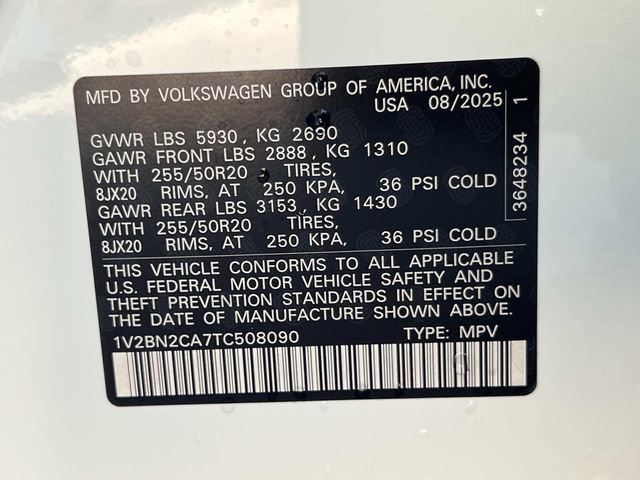 MFD BY VOLKSWAGEN GROUP OF AMERICA, INC.
USA 08/2025
GVWR LBS 5930, KG 2690
GAWR FRONT LBS 2888, KG 1310
WITH 255/50R20 TIRES,
8JX20 RIMS, AT 250 KPA, 36 PSI COLD
GAWR REAR LBS 3153, KG 1430
WITH 255/50R20 TIRES,
8JX20 RIMS, AT 250 KPA, 36 PSI COLD
THIS VEHICLE CONFORMS TO ALL APPLICABLE
U.S. FEDERAL MOTOR VEHICLE SAFETY AND
THEFT PREVENTION STANDARDS IN EFFECT ON
THE DATE OF MANUFACTURE SHOWN ABOVE.
1V2BN2CA7TC508090 TYPE: MPV
3648234 1